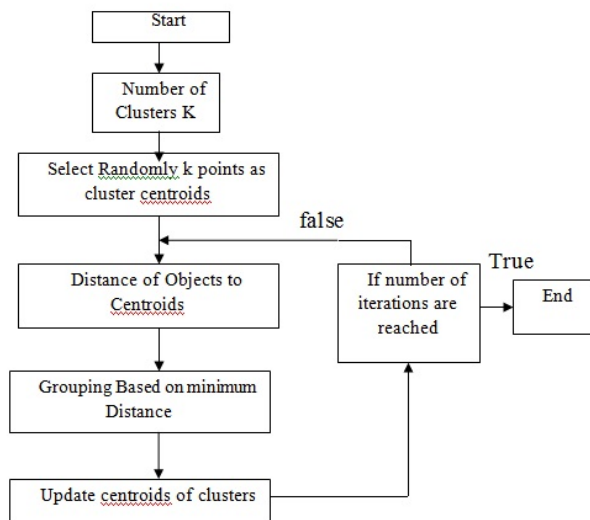 Start
Number of
Clusters K
Select Randomly k points as
cluster centroids
false
Distance of Objects to
Centroids
If number of
iterations are
reached
True
End
Grouping Based on minimum
Distance
Update centroids of clusters